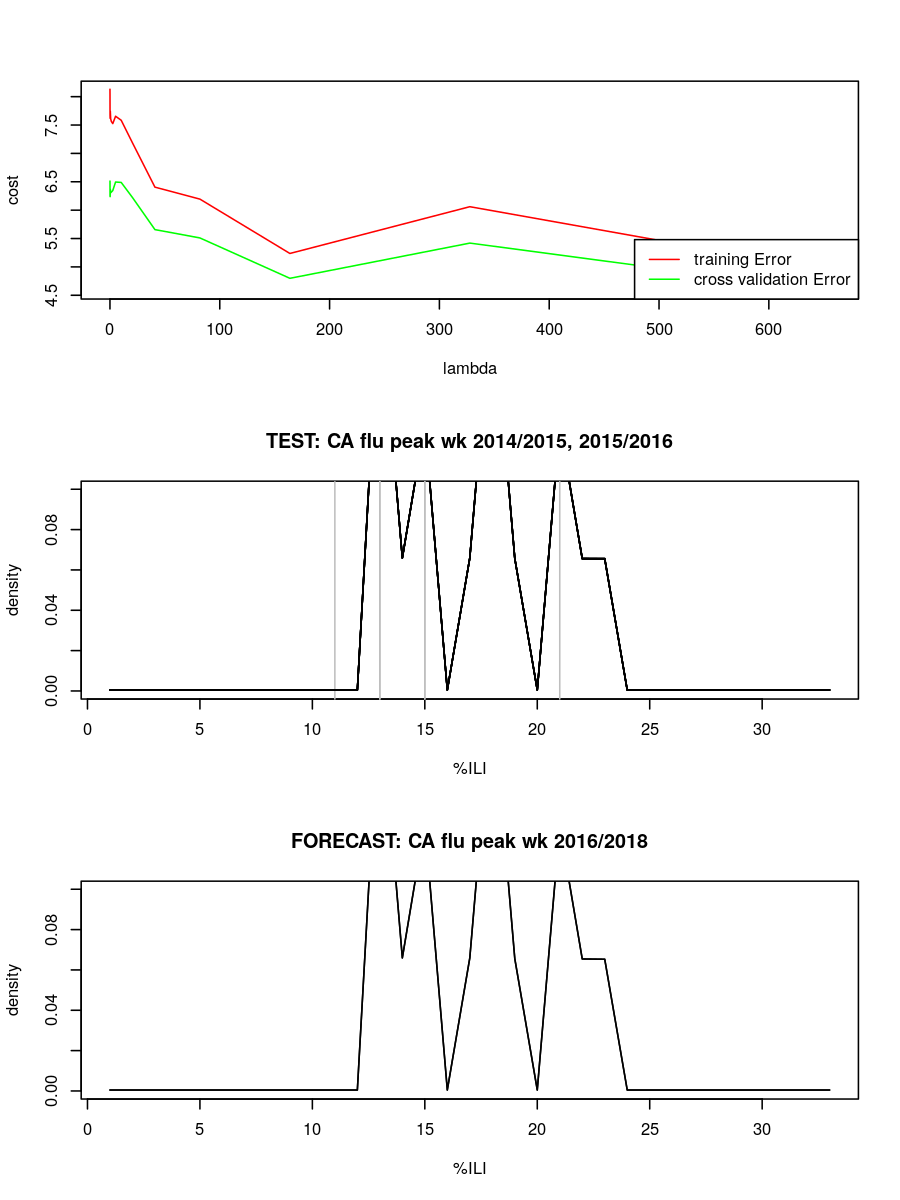 7.5
6.5
5.5
4.5
cost
training Error
cross validation Error
0 100 200 300 400 500 600
lambda
TEST: CA flu peak wk 2014/2015, 2015/2016
0.08
0.04
0.00
density
0 5 10 15 20 25 30
%ILI
FORECAST: CA flu peak wk 2016/2018
0.08
0.04
0.00
density
0 5 10 15 20 25 30
%ILI